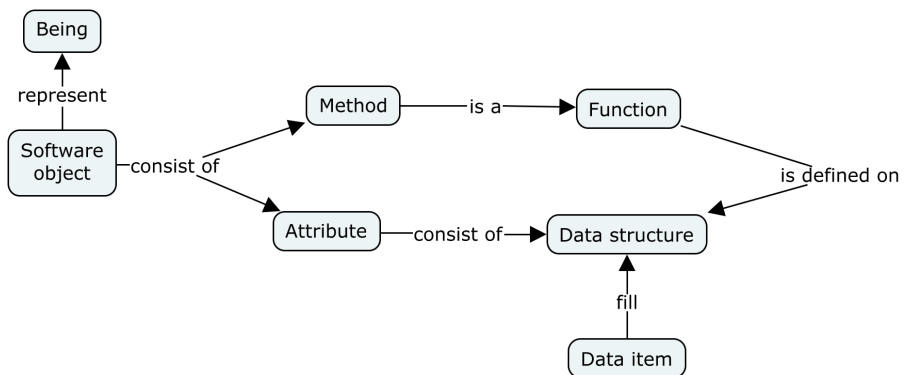 Being
represent
Software
object
consist of
Method
is a
Function
is defined on
Attribute
consist of
Data structure
fill
Data item